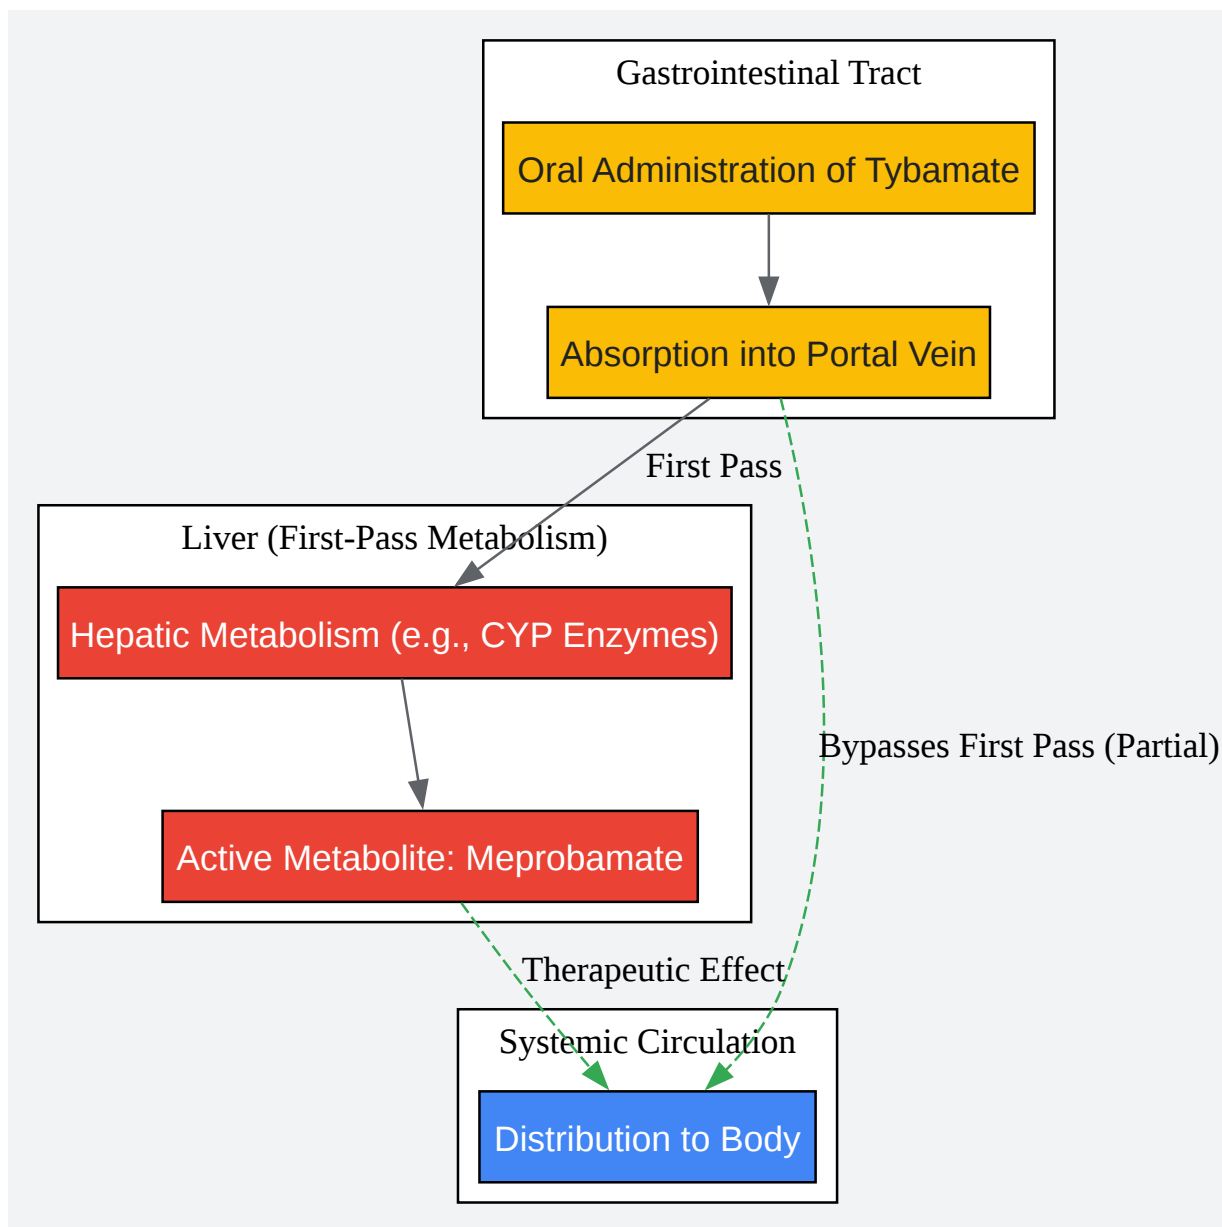 Gastrointestinal Tract
Oral Administration of Tybamate
Absorption into Portal Vein
First Pass
Liver (First-Pass Metabolism)
Hepatic Metabolism (e.g., CYP Enzymes)
Bypasses First Pass (Partial)
Active Metabolite: Meprobamate
Therapeutic Effect
Systemic Circulation
Distribution to Body